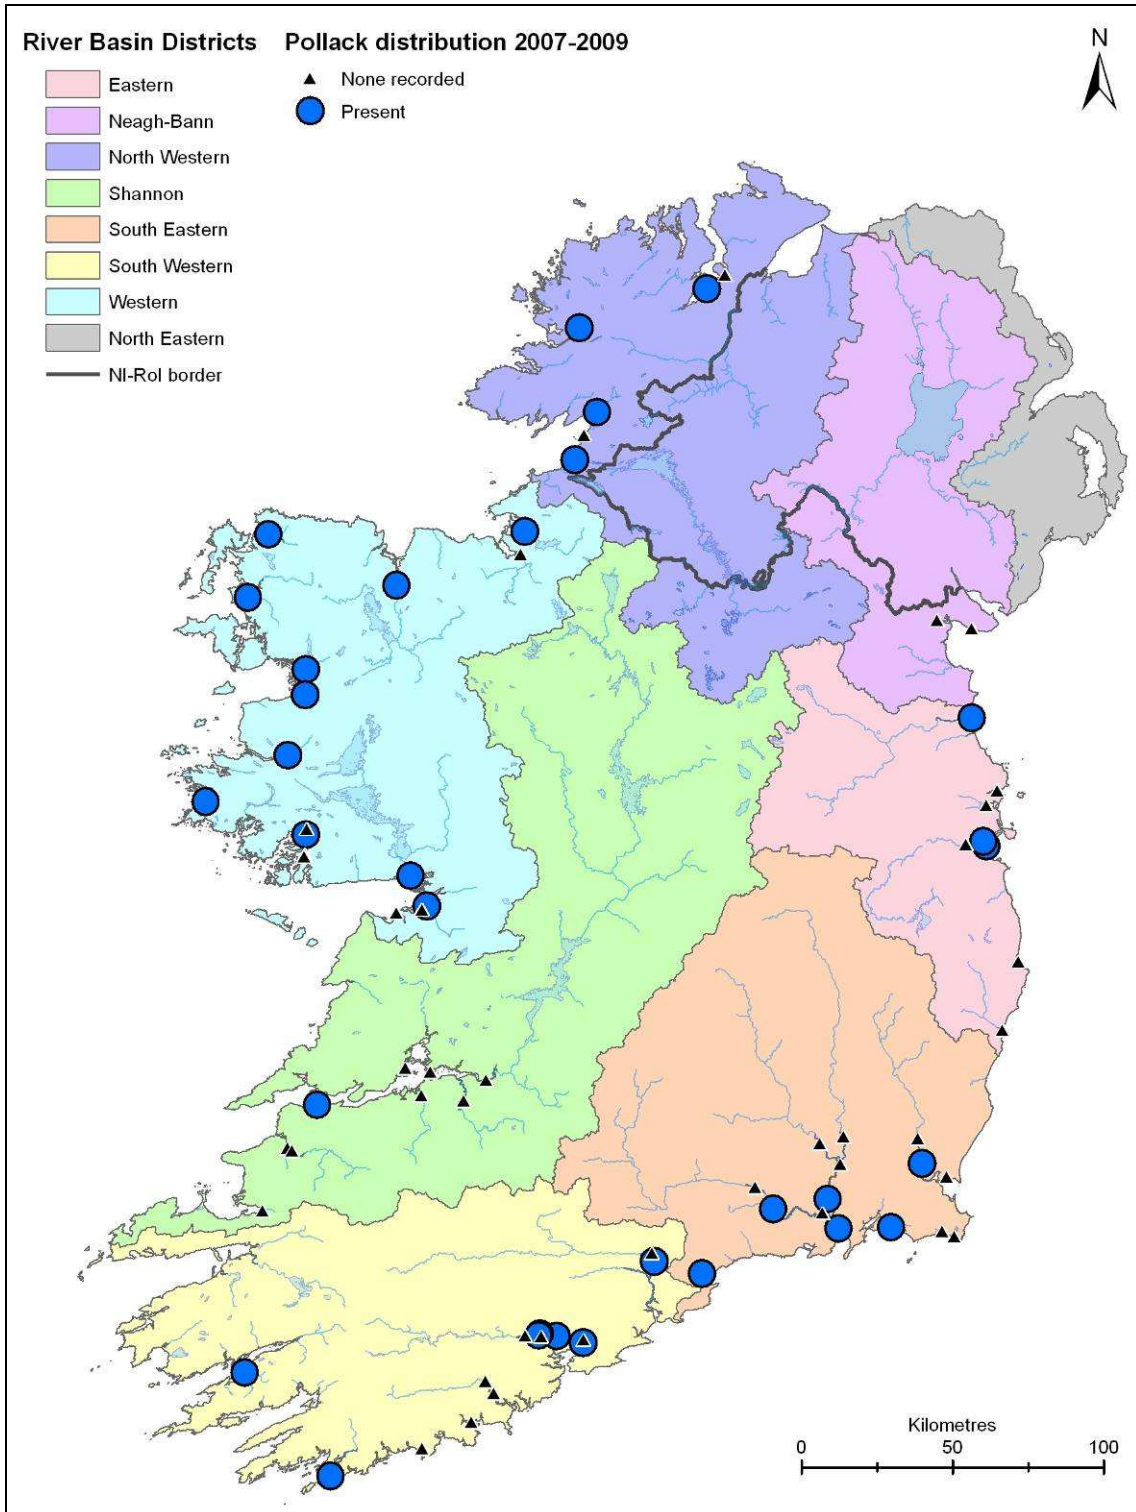 River Basin Districts
Eastern
Neagh-Bann
North Western
Shannon
South Eastern
South Western
Western
North Eastern
NI-RoI border
Pollack distribution 2007-2009
None recorded
Present
N
Kilometres
0 50 100